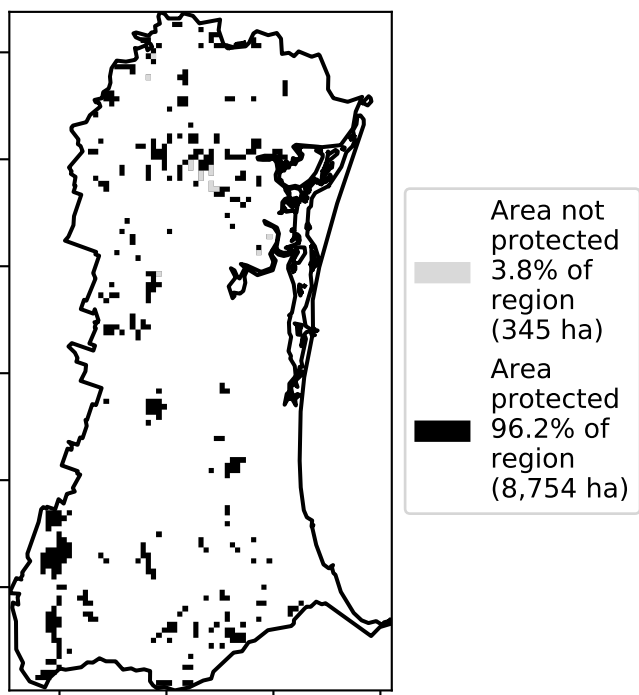 Area not
protected
3.8% of
region
(345 ha)
Area
protected
96.2% of
region
(8,754 ha)